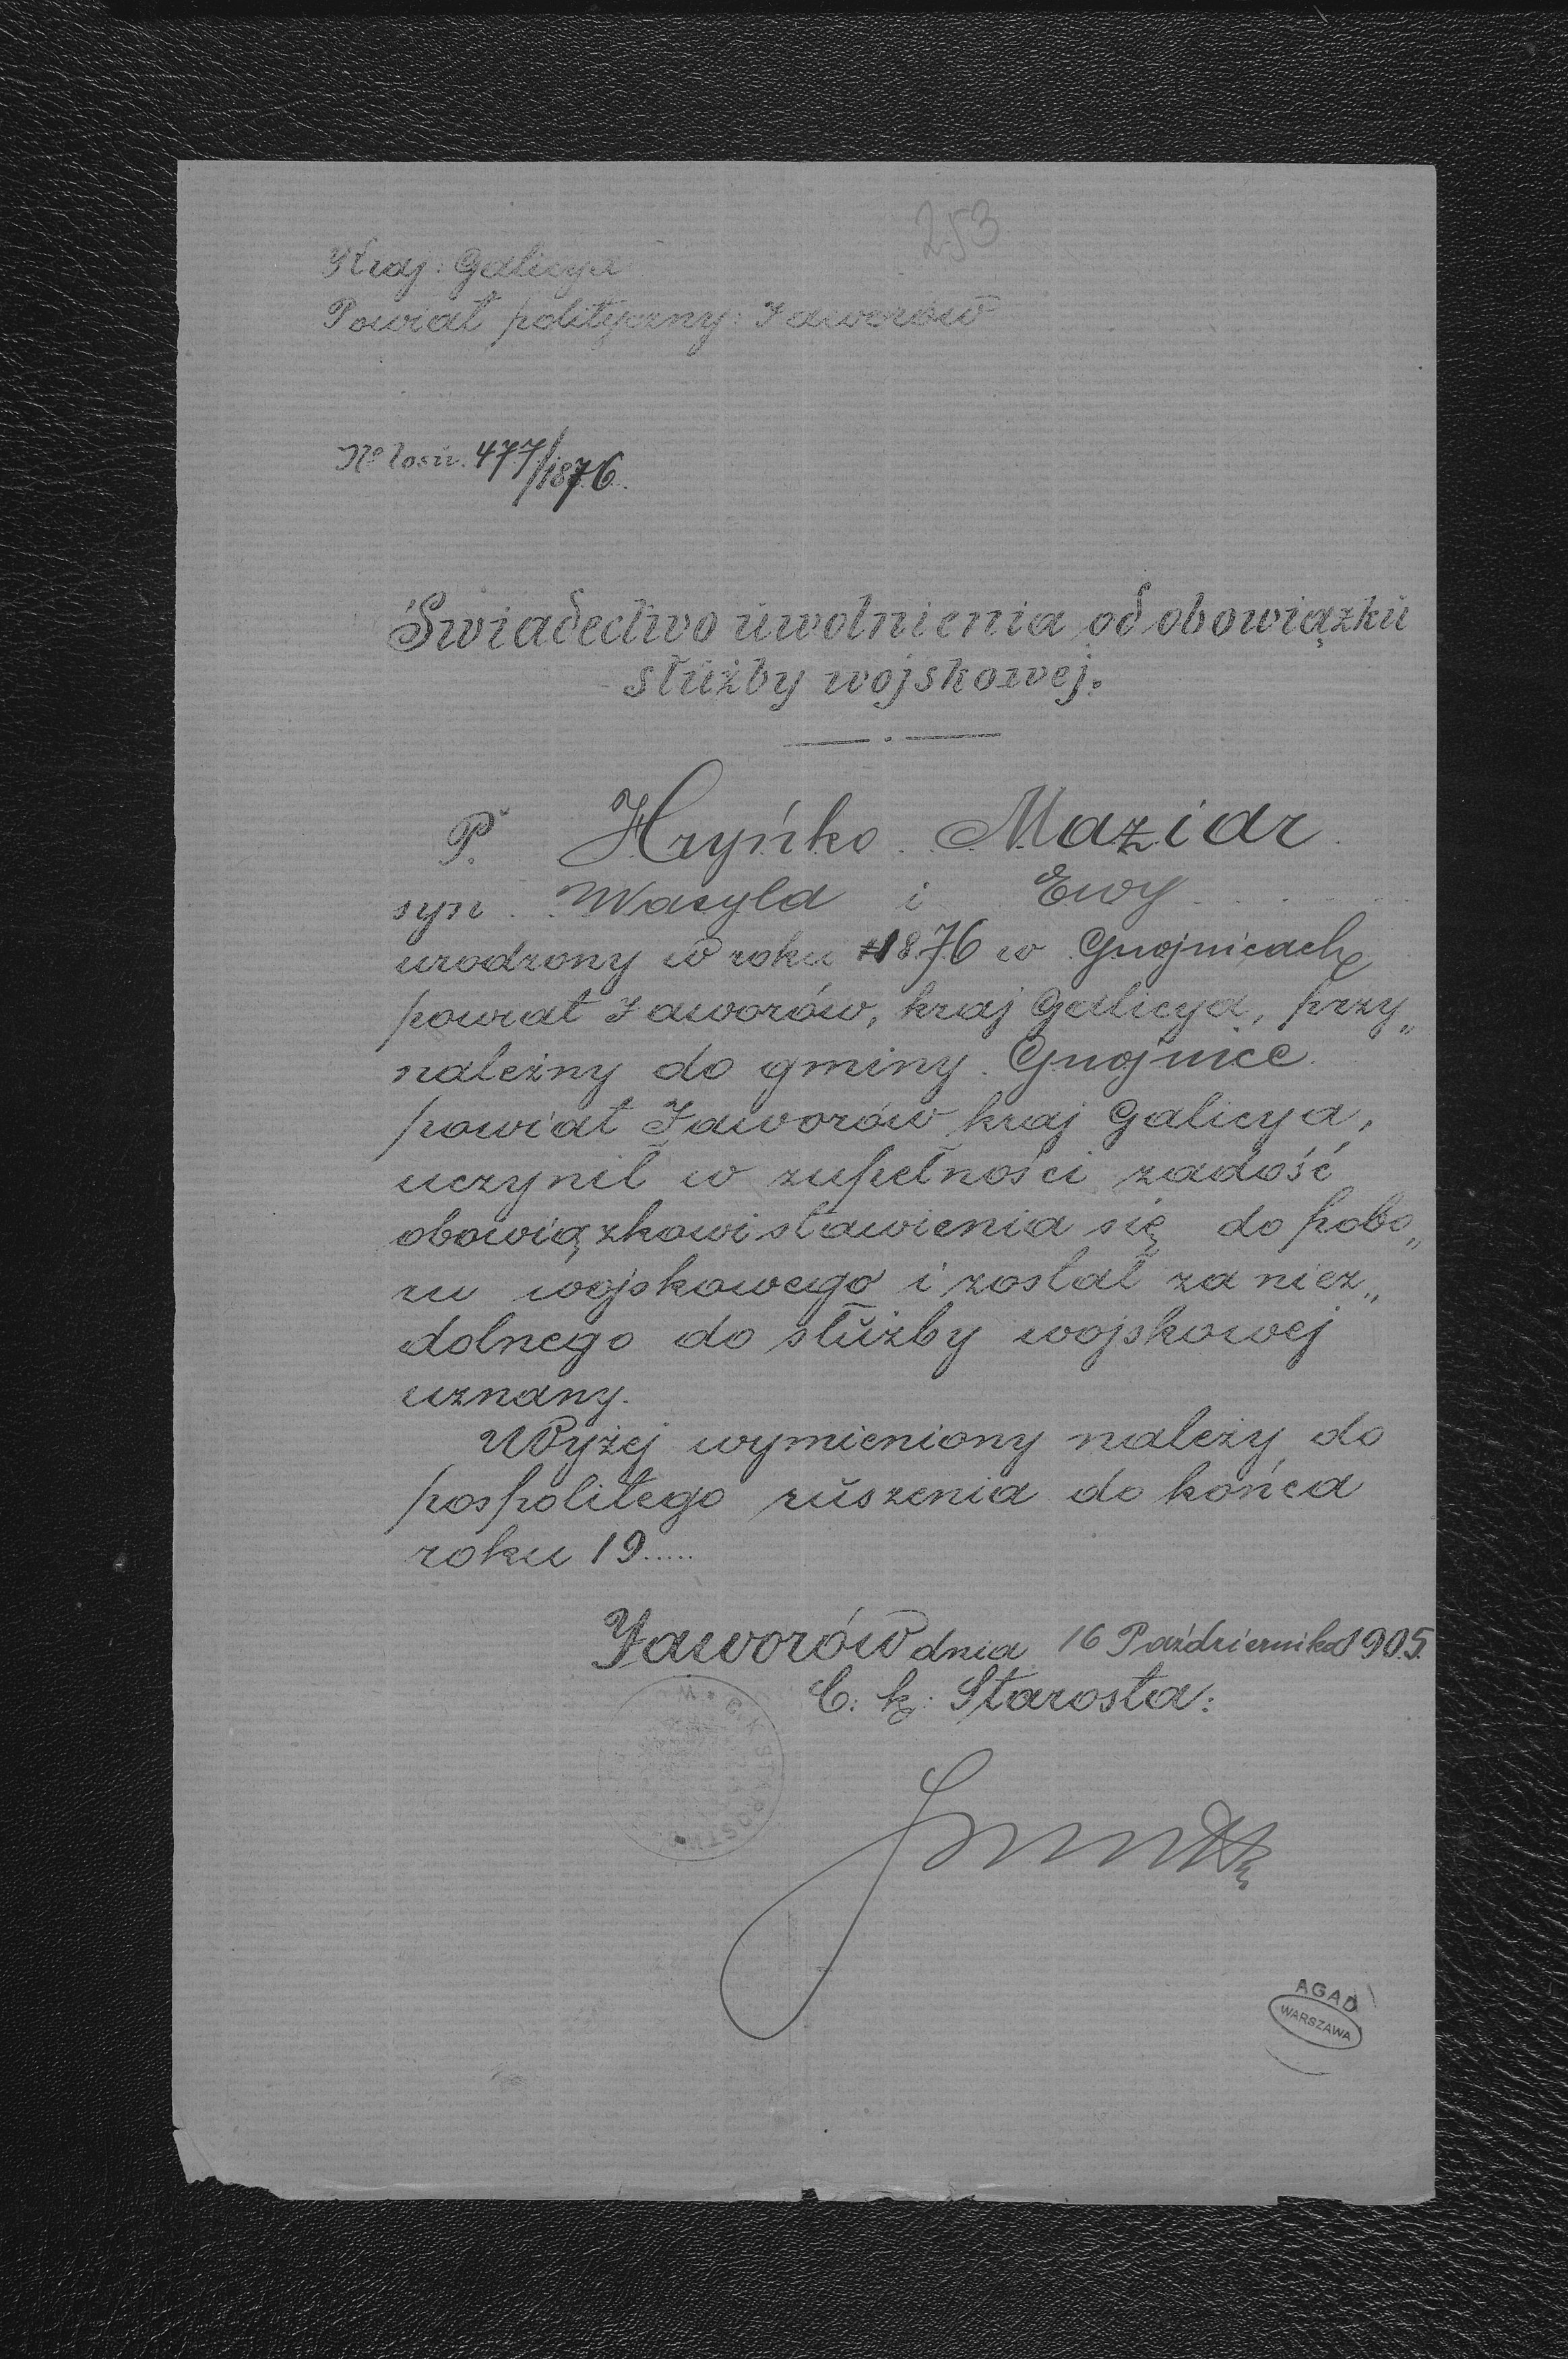 253
Kraj: Galicya
Powiat polityczny: Jaworów
No losu. 477/1876.
Świadectwo uwolnienia od obowiązku
służby wojskowej.
P. Hryńko Maziar
syn Wasyla i Ewy
urodzony w roku 1876 w Gnojnicach
powiat Jaworów, kraj Galicya, przy„
należny do gminy Gnojnice
powiat Jaworów kraj Galicya,
uczynił w zupełności zadość
obowiązkowi stawienia się do pobo„
ru wojskowego i został za niez„
dolnego do służby wojskowej
uznany.
Wyżej wymieniony należy do
pospolitego ruszenia do końca
roku 19.....
Jaworów dnia 16 Października 1905.
C. k. Starosta:
C. K. STAROSTW
AGAD
WARSZAWA